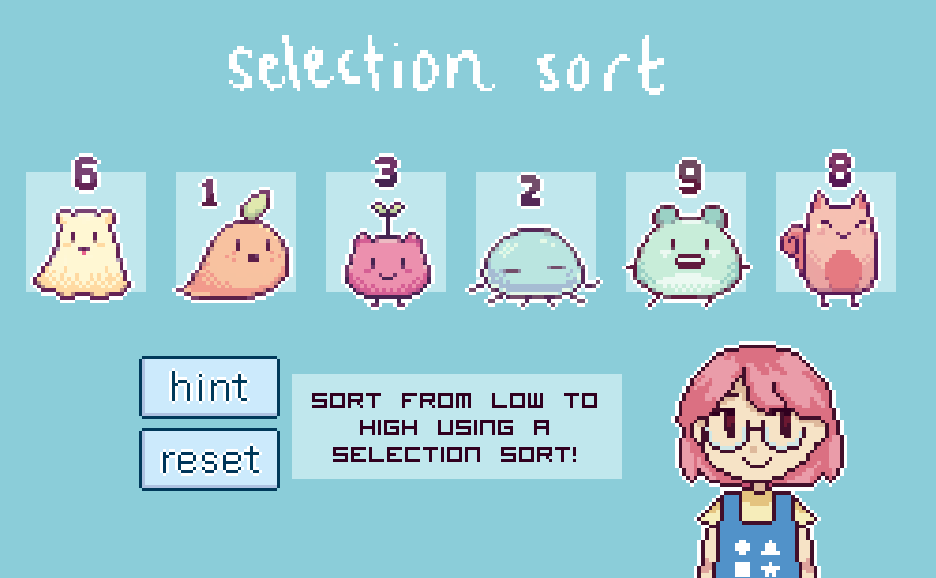 selection sort
6 1 3 2 9 8
hint
reset
SORT FROM LOW TO
HIGH USING A
SELECTION SORT!